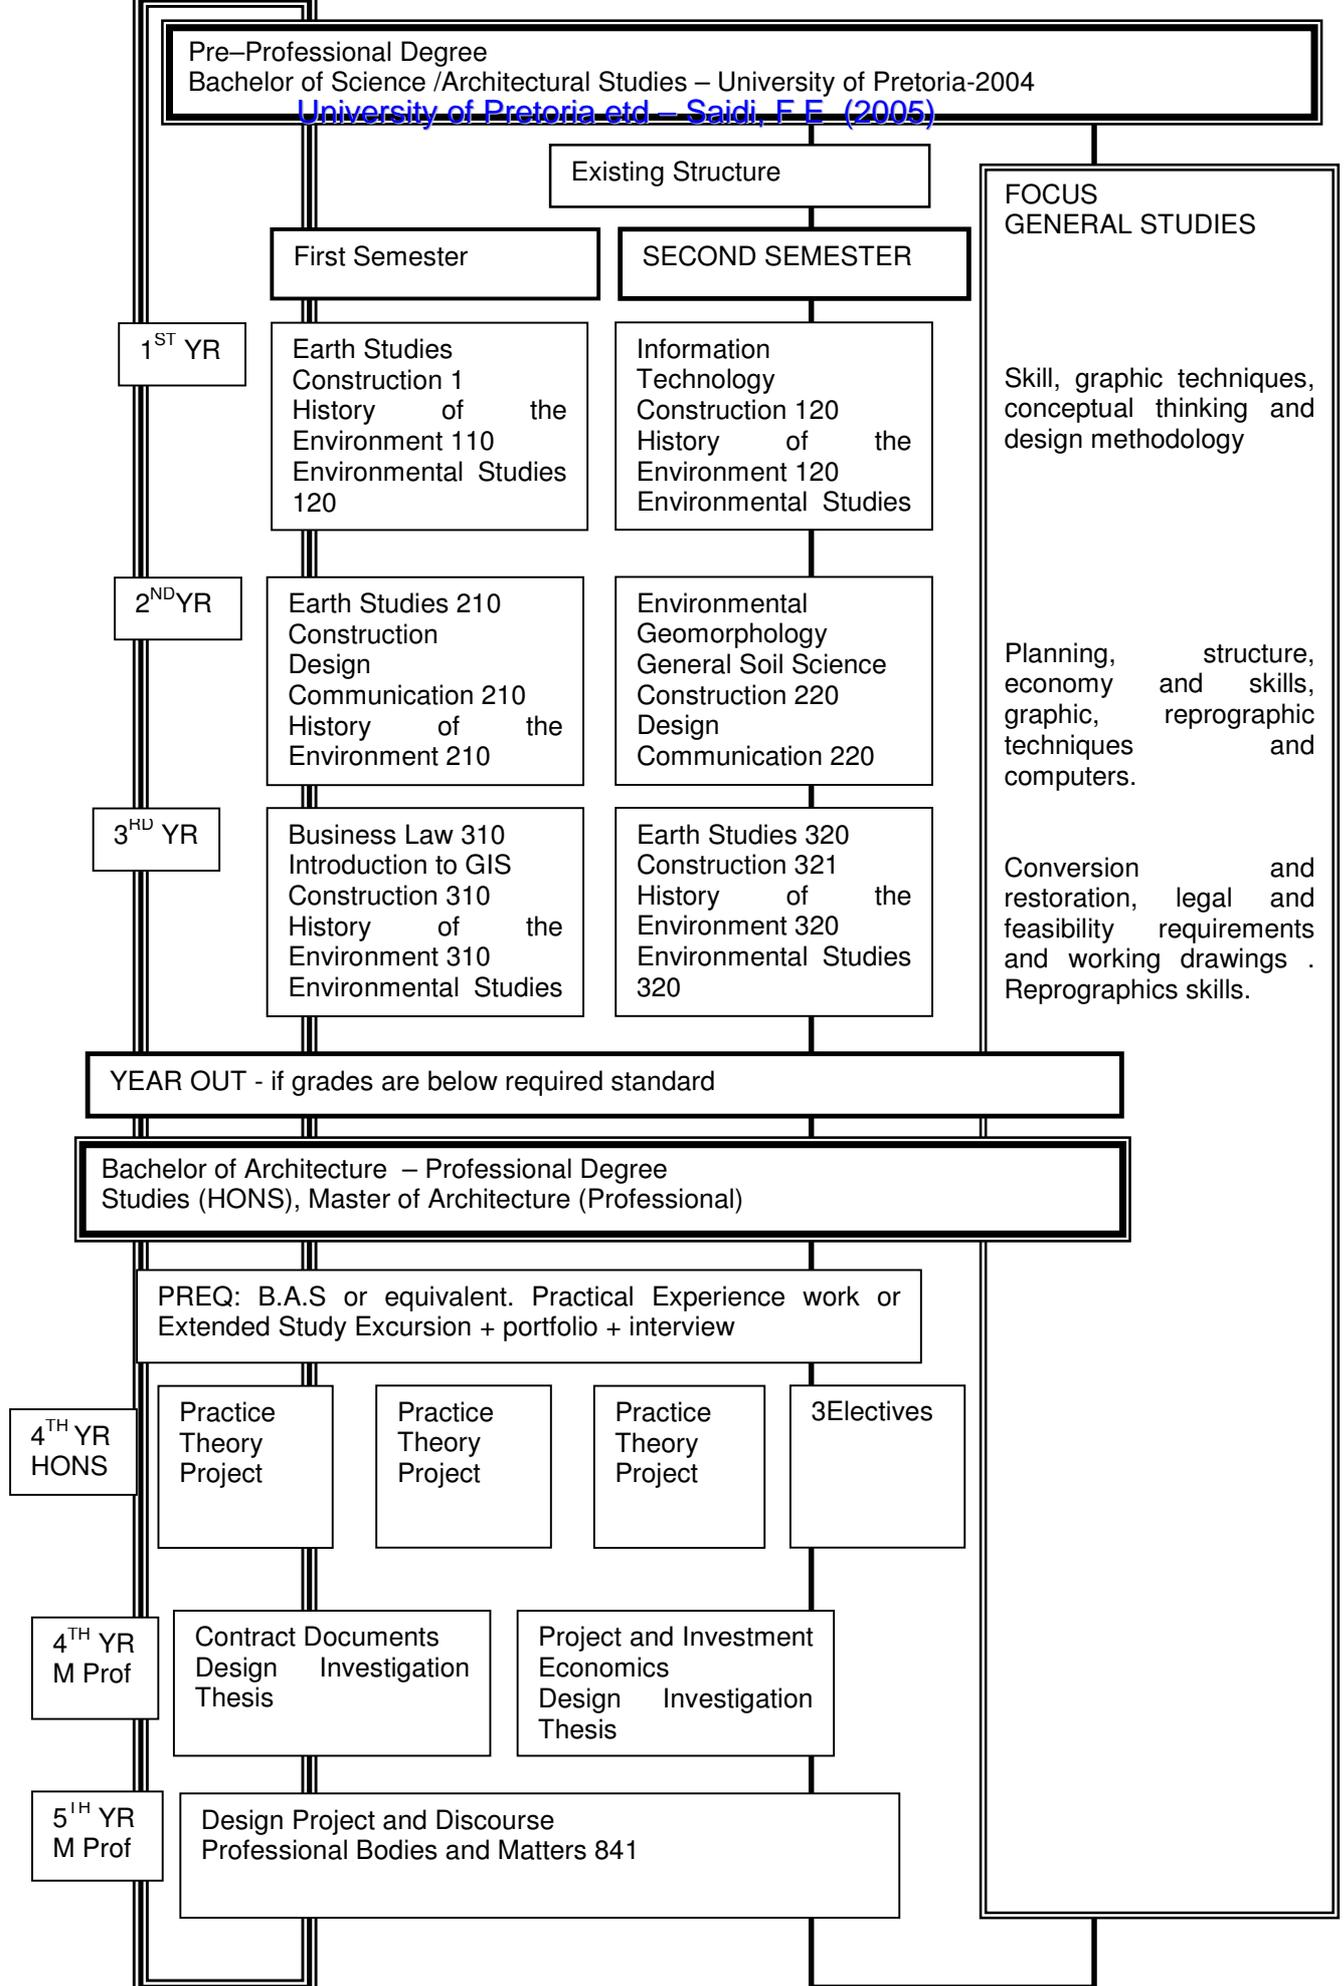 Pre–Professional Degree
Bachelor of Science /Architectural Studies – University of Pretoria-2004
University of Pretoria etd – Saidi, F E (2005)
Existing Structure
First Semester
SECOND SEMESTER
FOCUS
GENERAL STUDIES
1ST YR
Earth Studies
Construction 1
History of the
Environment 110
Environmental Studies
120
Information
Technology
Construction 120
History of the
Environment 120
Environmental Studies
Skill, graphic techniques,
conceptual thinking and
design methodology
2NDYR
Earth Studies 210
Construction
Design
Communication 210
History of the
Environment 210
Environmental
Geomorphology
General Soil Science
Construction 220
Design
Communication 220
Planning, structure,
economy and skills,
graphic, reprographic
techniques and
computers.
3RD YR
Business Law 310
Introduction to GIS
Construction 310
History of the
Environment 310
Environmental Studies
Earth Studies 320
Construction 321
History of the
Environment 320
Environmental Studies
320
Conversion and
restoration, legal and
feasibility requirements
and working drawings .
Reprographics skills.
YEAR OUT - if grades are below required standard
Bachelor of Architecture – Professional Degree
Studies (HONS), Master of Architecture (Professional)
PREQ: B.A.S or equivalent. Practical Experience work or
Extended Study Excursion + portfolio + interview
4TH YR
HONS
Practice
Theory
Project
Practice
Theory
Project
Practice
Theory
Project
3Electives
4TH YR
M Prof
Contract Documents
Design Investigation
Thesis
Project and Investment
Economics
Design Investigation
Thesis
5TH YR
M Prof
Design Project and Discourse
Professional Bodies and Matters 841